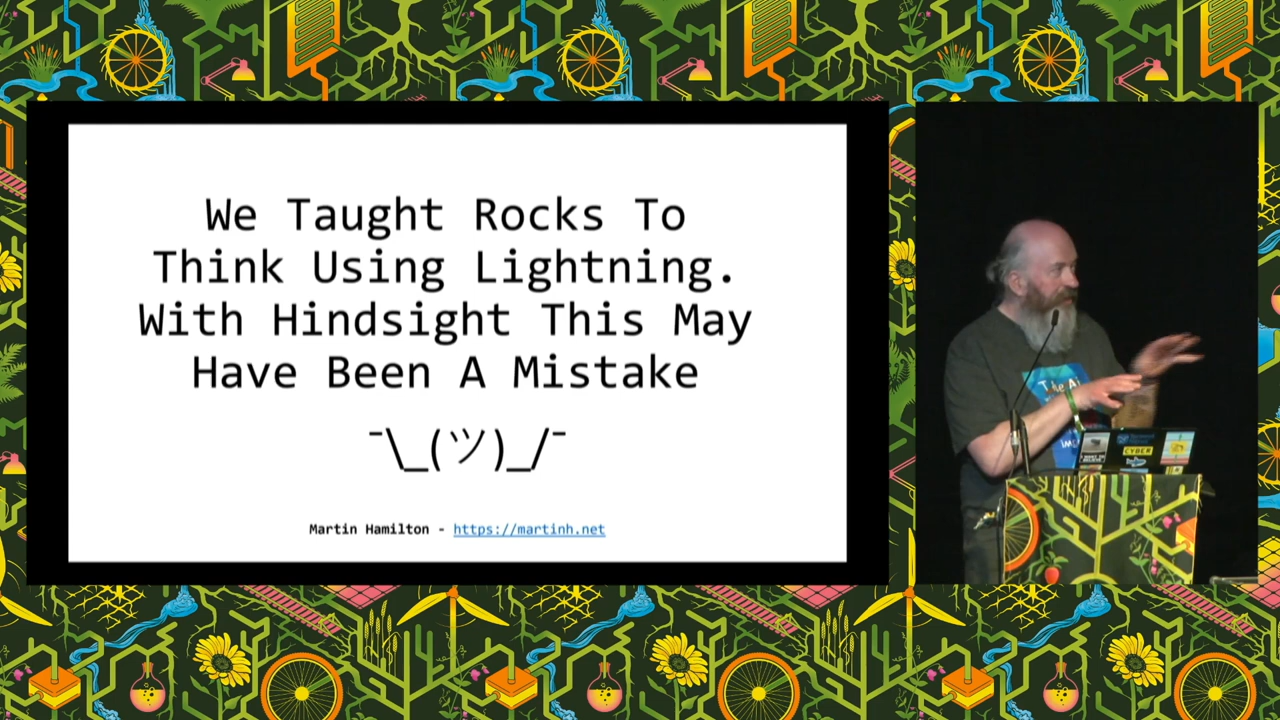 We Taught Rocks To
Think Using Lightning.
With Hindsight This May
Have Been A Mistake
¯\_(ツ)_/¯
Martin Hamilton - https://martinh.net
CYBER